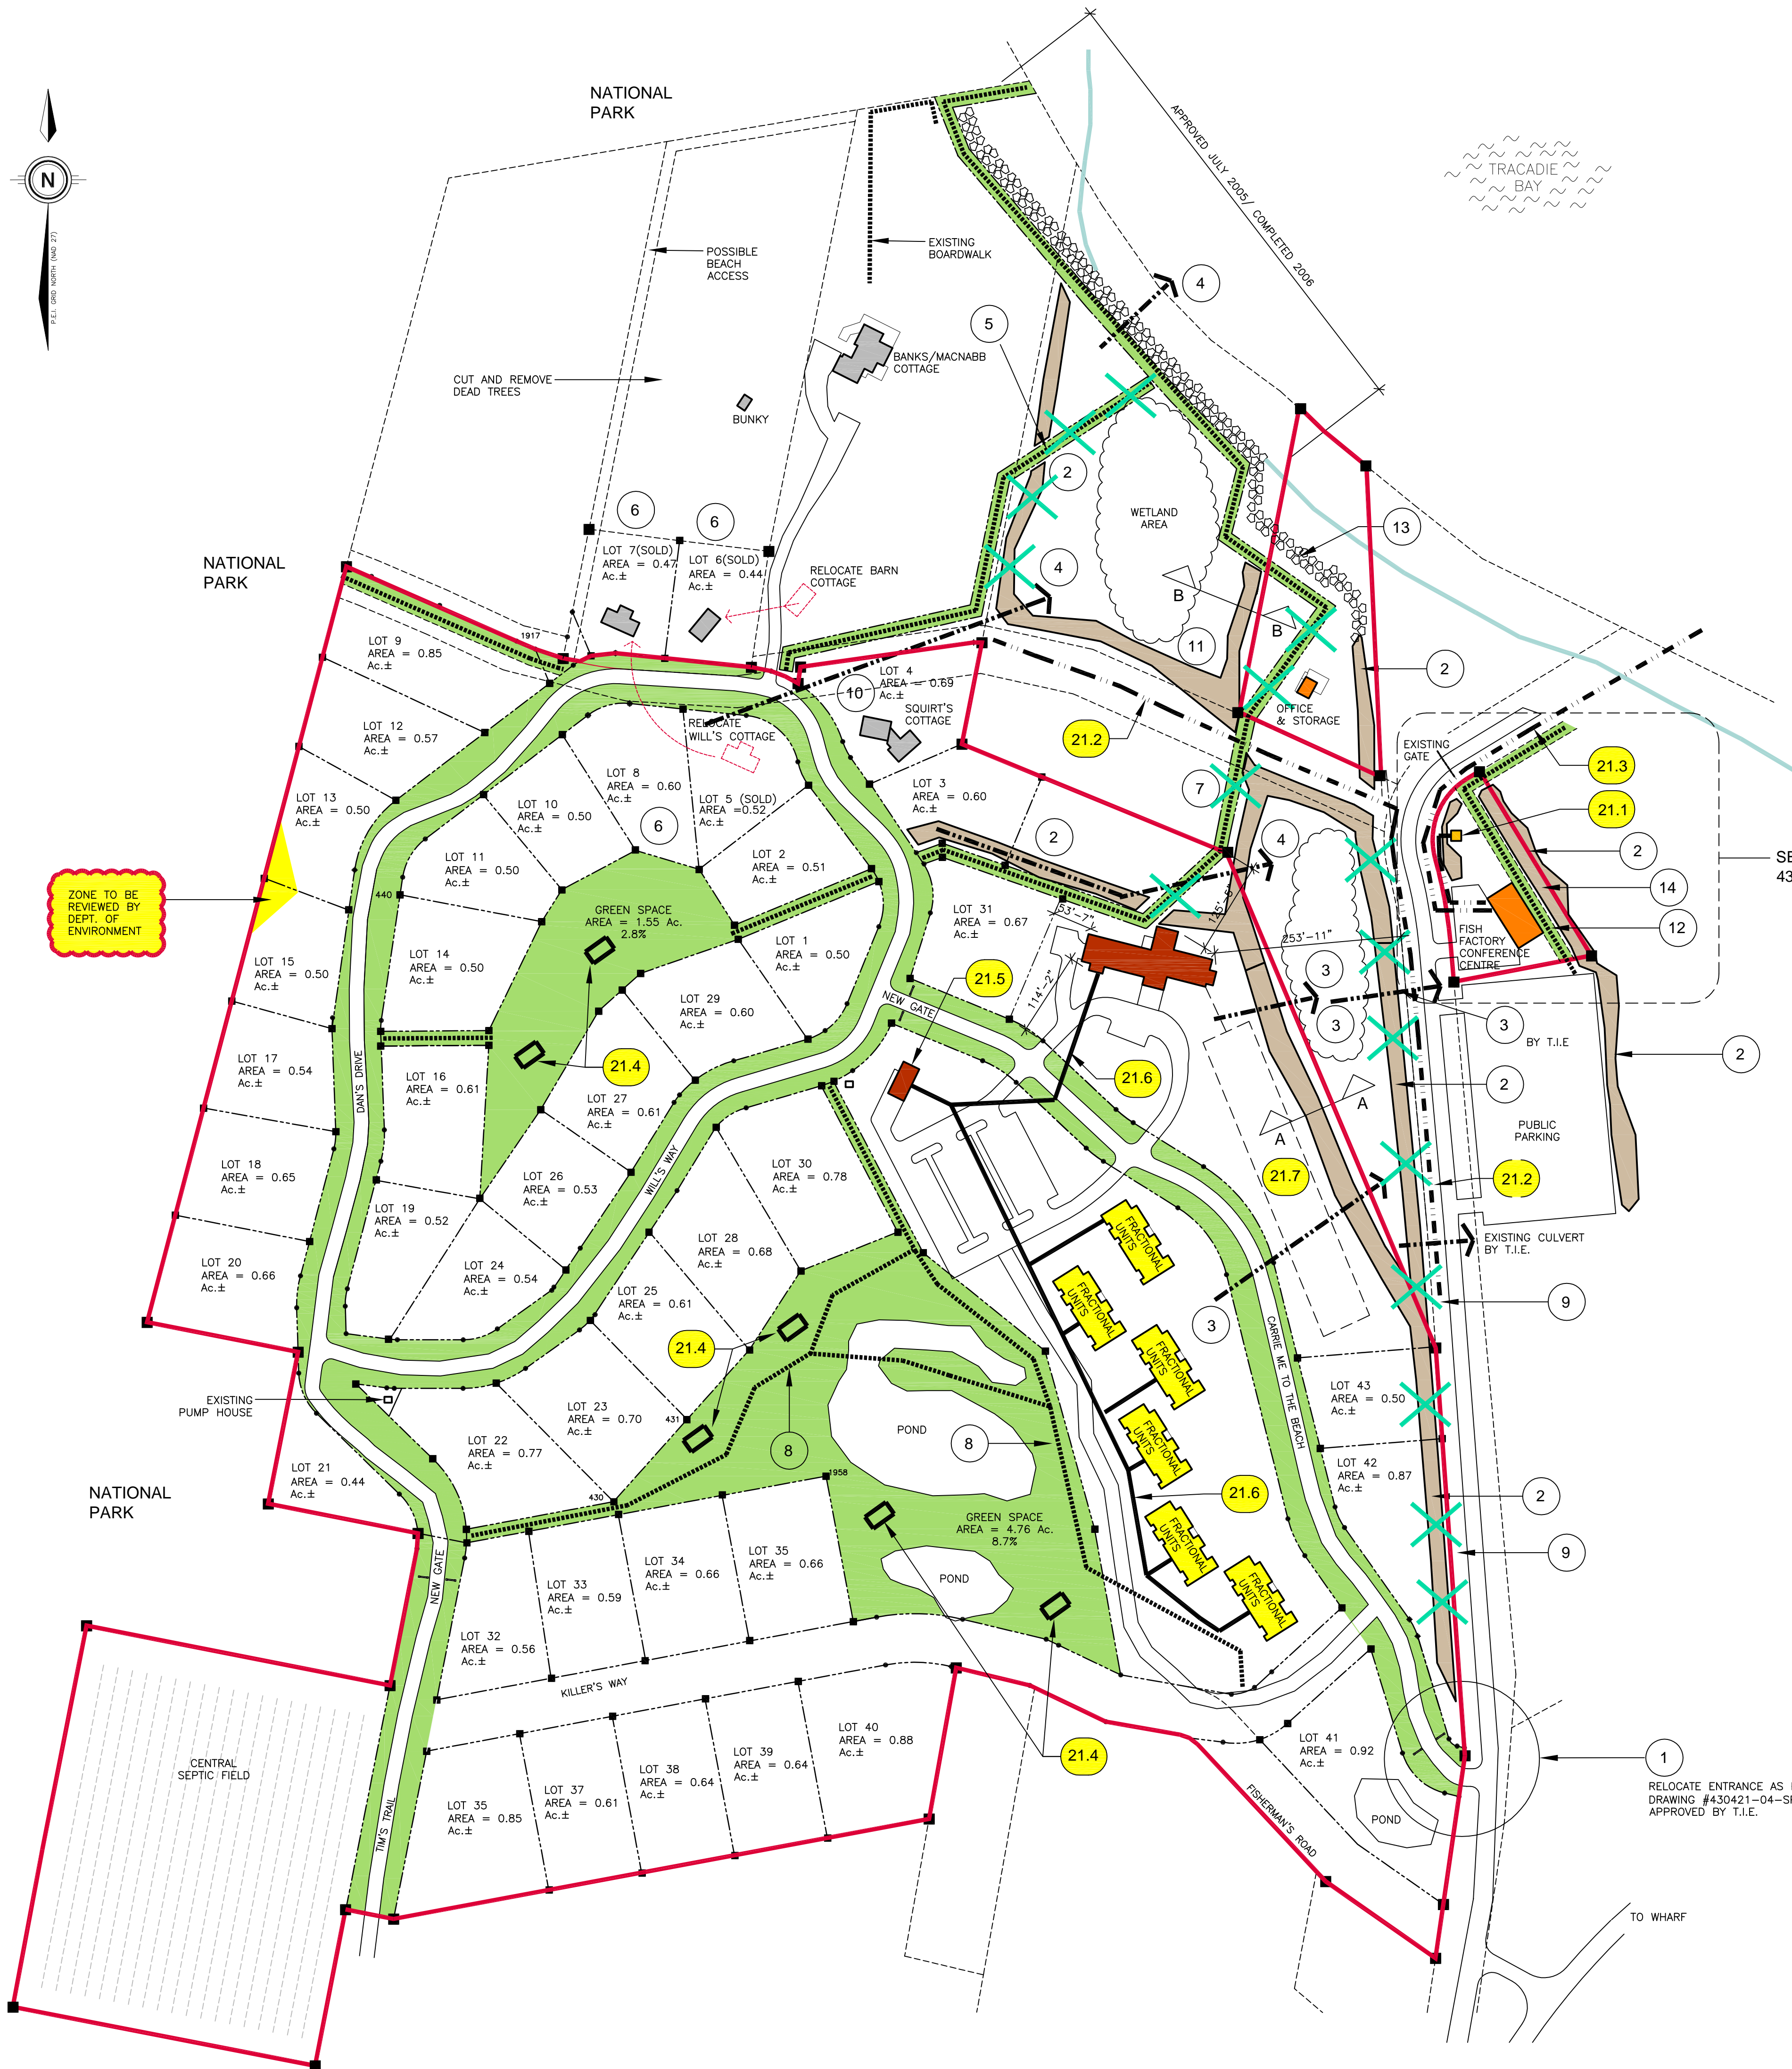 NATIONAL
PARK
N
P.E.I. GRID NORTH (NAD 27)
APPROVED JULY 2005/ COMPLETED 2006
TRACADIE
BAY
POSSIBLE
BEACH
ACCESS
EXISTING
BOARDWALK
4
5
BANKS/MACNABB
COTTAGE
CUT AND REMOVE
DEAD TREES
BUNKY
2
6
6
WETLAND
AREA
13
NATIONAL
PARK
LOT 7(SOLD)
AREA = 0.47
Ac.±
LOT 6(SOLD)
AREA = 0.44
Ac.±
RELOCATE BARN
COTTAGE
4
B
B
11
1917
LOT 9
AREA = 0.85
Ac.±
LOT 4
AREA = 0.69
Ac.±
10
2
SQUIRT'S
COTTAGE
OFFICE
& STORAGE
LOT 12
AREA = 0.57
Ac.±
RELOCATE
WILL'S COTTAGE
21.2
EXISTING
GATE
21.3
LOT 8
AREA = 0.60
Ac.±
LOT 13
AREA = 0.50
Ac.±
LOT 10
AREA = 0.50
Ac.±
LOT 5 (SOLD)
AREA =0.52
Ac.±
LOT 3
AREA = 0.60
Ac.±
7
21.1
6
2
4
2
LOT 11
AREA = 0.50
Ac.±
LOT 2
AREA = 0.51
Ac.±
SE
43
ZONE TO BE
REVIEWED BY
DEPT. OF
ENVIRONMENT
440
14
GREEN SPACE
AREA = 1.55 Ac.
2.8%
LOT 31
AREA = 0.67
Ac.±
53'-7"
253'-11"
114'-2"
FISH
FACTORY
CONFERENCE
CENTRE
12
LOT 15
AREA = 0.50
Ac.±
LOT 14
AREA = 0.50
Ac.±
LOT 1
AREA = 0.50
Ac.±
3
21.5
LOT 29
AREA = 0.60
Ac.±
NEW GATE
3
3
BY T.I.E
2
LOT 17
AREA = 0.54
Ac.±
DAN'S DRIVE
21.4
LOT 16
AREA = 0.61
Ac.±
21.6
2
LOT 27
AREA = 0.61
Ac.±
A
A
PUBLIC
PARKING
LOT 18
AREA = 0.65
Ac.±
WILL'S WAY
LOT 30
AREA = 0.78
Ac.±
21.7
21.2
LOT 26
AREA = 0.53
Ac.±
LOT 19
AREA = 0.52
Ac.±
FRACTIONAL
UNITS
EXISTING CULVERT
BY T.I.E.
LOT 28
AREA = 0.68
Ac.±
LOT 20
AREA = 0.66
Ac.±
LOT 24
AREA = 0.54
Ac.±
LOT 25
AREA = 0.61
Ac.±
FRACTIONAL
UNITS
9
3
21.4
FRACTIONAL
UNITS
CARRIE ME TO THE BEACH
EXISTING
PUMP HOUSE
LOT 43
AREA = 0.50
Ac.±
LOT 23
AREA = 0.70
Ac.±
431
POND
8
8
FRACTIONAL
UNITS
LOT 22
AREA = 0.77
Ac.±
LOT 42
AREA = 0.87
Ac.±
LOT 21
AREA = 0.44
Ac.±
1958
NATIONAL
PARK
430
21.6
2
GREEN SPACE
AREA = 4.76 Ac.
8.7%
FRACTIONAL
UNITS
9
NEW GATE
LOT 35
AREA = 0.66
Ac.±
LOT 34
AREA = 0.66
Ac.±
LOT 33
AREA = 0.59
Ac.±
POND
FRACTIONAL
UNITS
LOT 32
AREA = 0.56
Ac.±
KILLER'S WAY
LOT 40
AREA = 0.88
Ac.±
LOT 39
AREA = 0.64
Ac.±
LOT 38
AREA = 0.64
Ac.±
LOT 37
AREA = 0.61
Ac.±
LOT 35
AREA = 0.85
Ac.±
21.4
LOT 41
AREA = 0.92
Ac.±
1
CENTRAL
SEPTIC FIELD
RELOCATE ENTRANCE AS
DRAWING #430421-04-S
APPROVED BY T.I.E.
TIM'S TRAIL
FISHERMAN'S ROAD
POND
TO WHARF